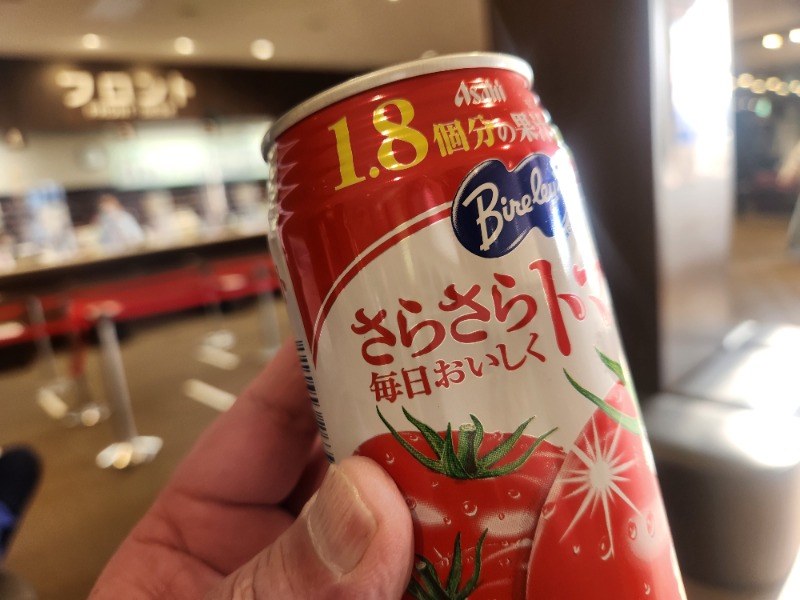 フロント
Asahi
1.8個分の果
Bireley
さらさらト
毎日おいしく